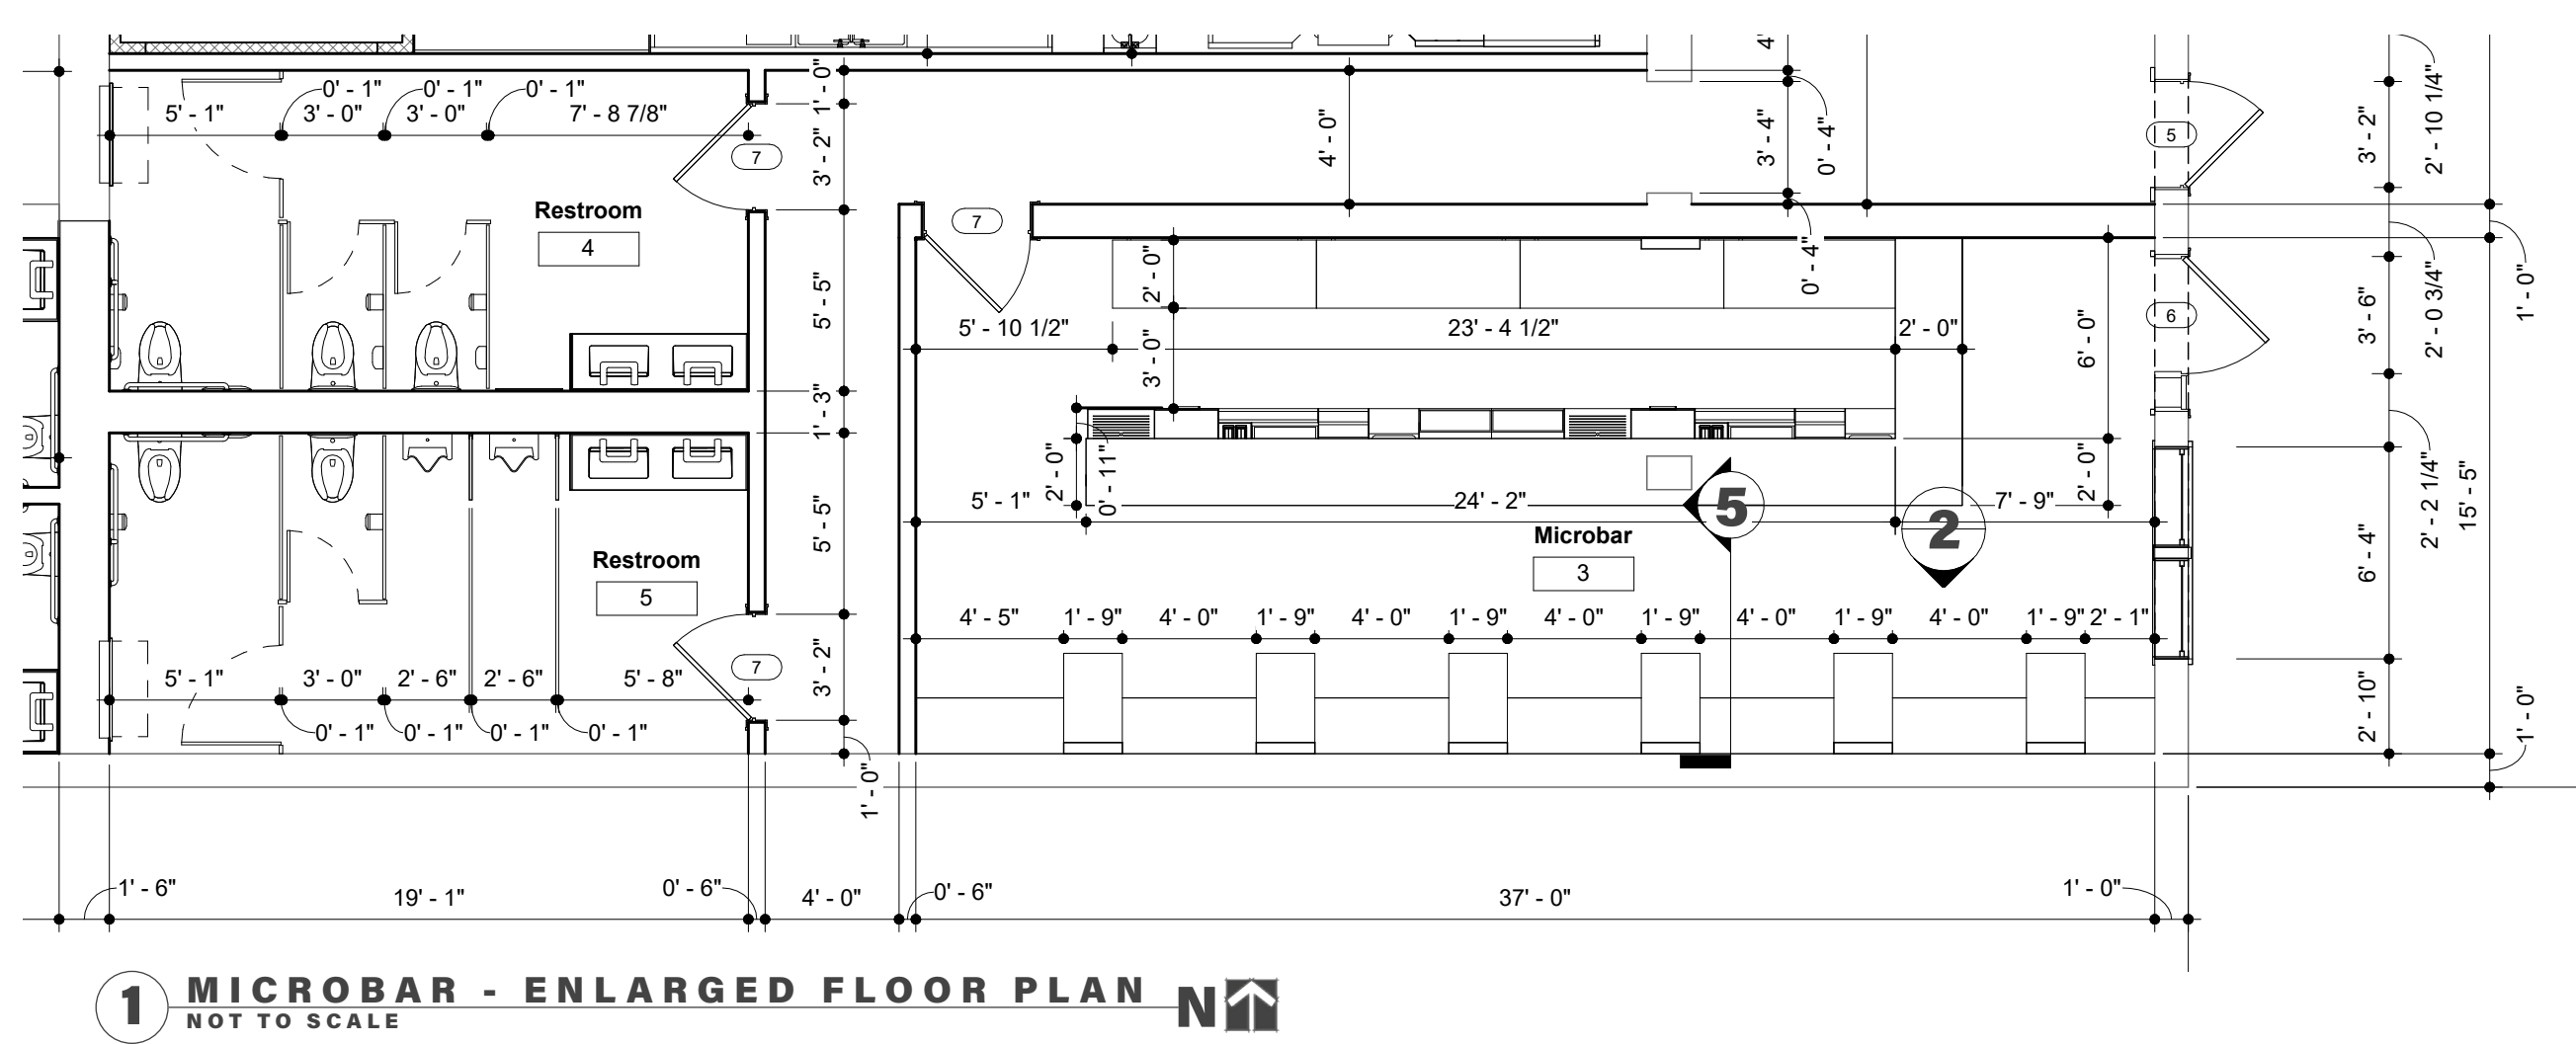 4'
0' - 1"
0' - 1"
0' - 1"
5' - 1"
3' - 0"
3' - 0"
7' - 8 7/8"
1' - 0"
3' - 2"
7
4' - 0"
3' - 4"
0' - 4"
5
3' - 2"
2' - 10 1/4"
Restroom
4
7
5' - 5"
2' - 0"
0' - 4"
6
3' - 6"
2' - 0 3/4"
1' - 0"
5' - 10 1/2"
23' - 4 1/2"
2' - 0"
6' - 0"
3' - 0"
1' - 3"
2' - 0"
0' - 11"
5' - 1"
24' - 2"
5
2
7' - 9"
2' - 0"
2' - 2 1/4"
15' - 5"
5' - 5"
Microbar
3
6' - 4"
Restroom
5
4' - 5"
1' - 9"
4' - 0"
1' - 9"
4' - 0"
1' - 9"
4' - 0"
1' - 9"
4' - 0"
1' - 9"
4' - 0"
1' - 9"
2' - 1"
5' - 1"
3' - 0"
2' - 6"
2' - 6"
5' - 8"
7
3' - 2"
0' - 1"
0' - 1"
0' - 1"
0' - 1"
1' - 0"
2' - 10"
1' - 0"
1' - 6"
19' - 1"
0' - 6"
4' - 0"
0' - 6"
37' - 0"
1' - 0"
1
MICROBAR - ENLARGED FLOOR PLAN
NOT TO SCALE
N